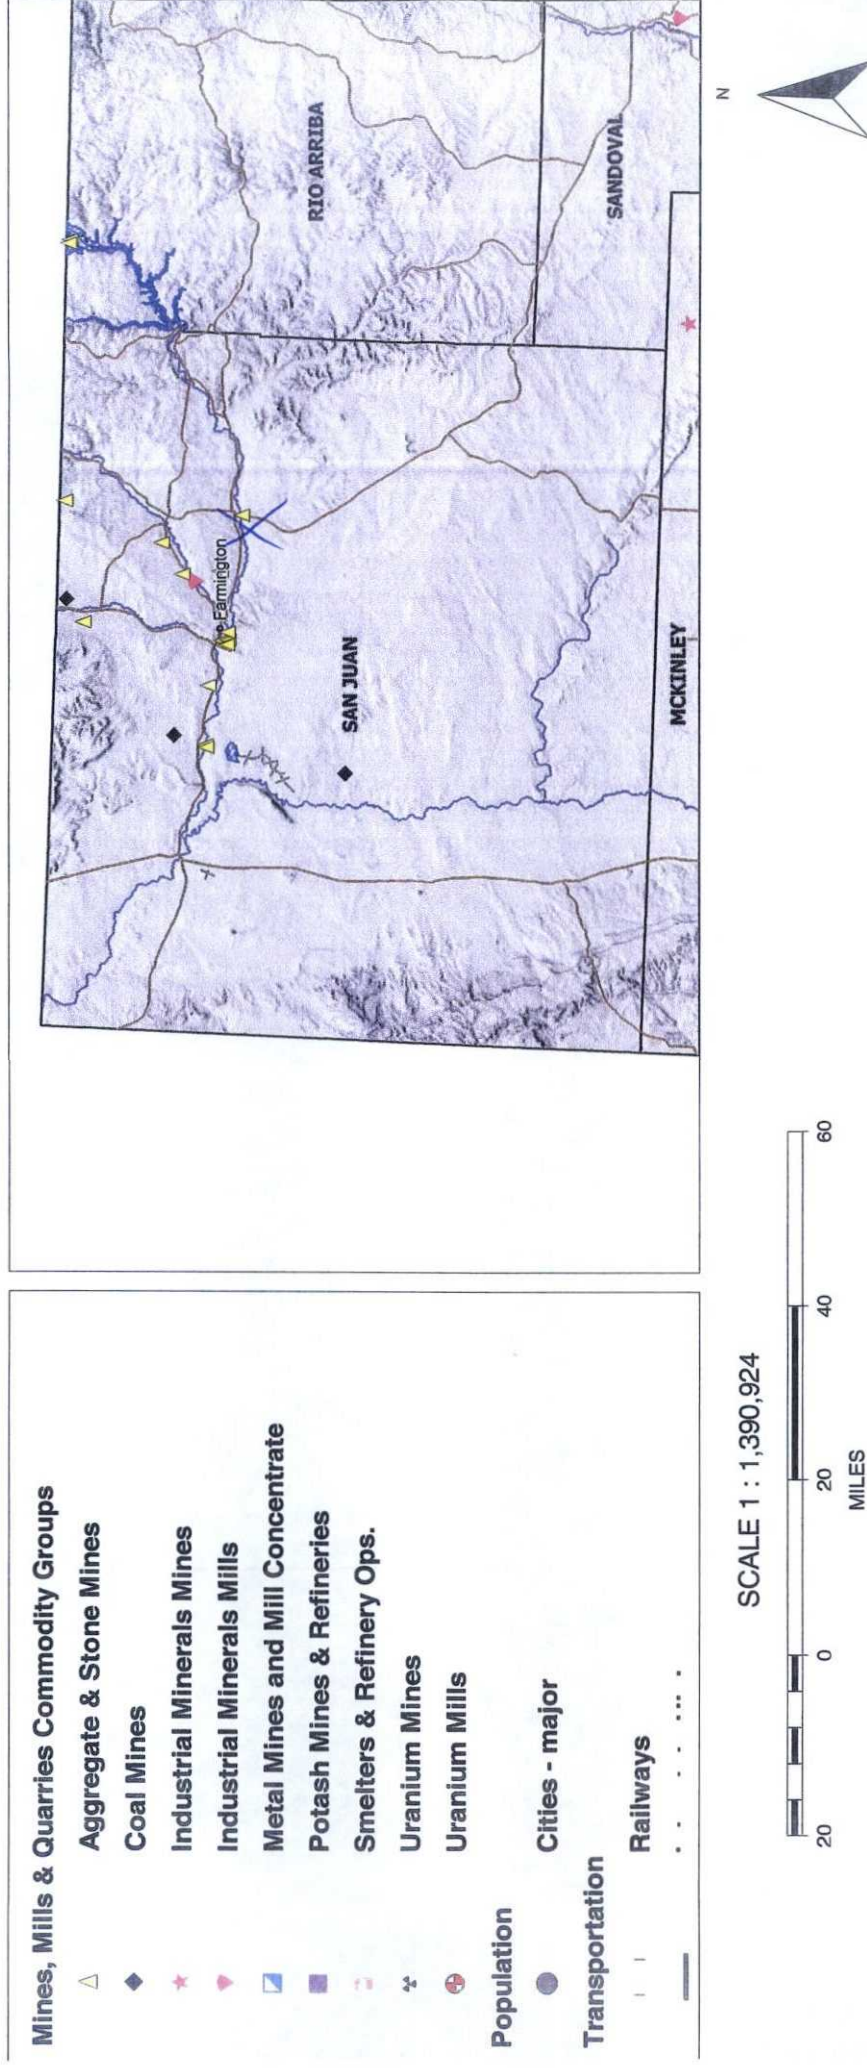 Mines, Mills & Quarries Commodity Groups
Aggregate & Stone Mines
Coal Mines
Industrial Minerals Mines
Industrial Minerals Mills
Metal Mines and Mill Concentrate
Potash Mines & Refineries
Smelters & Refinery Ops.
Uranium Mines
Uranium Mills
Population
Cities - major
Transportation
Railways
Farmington
SAN JUAN
RIO ARRIBA
SANDOVAL
MCKINLEY
SCALE 1 : 1,390,924
20 0 20 40 60
MILES
N